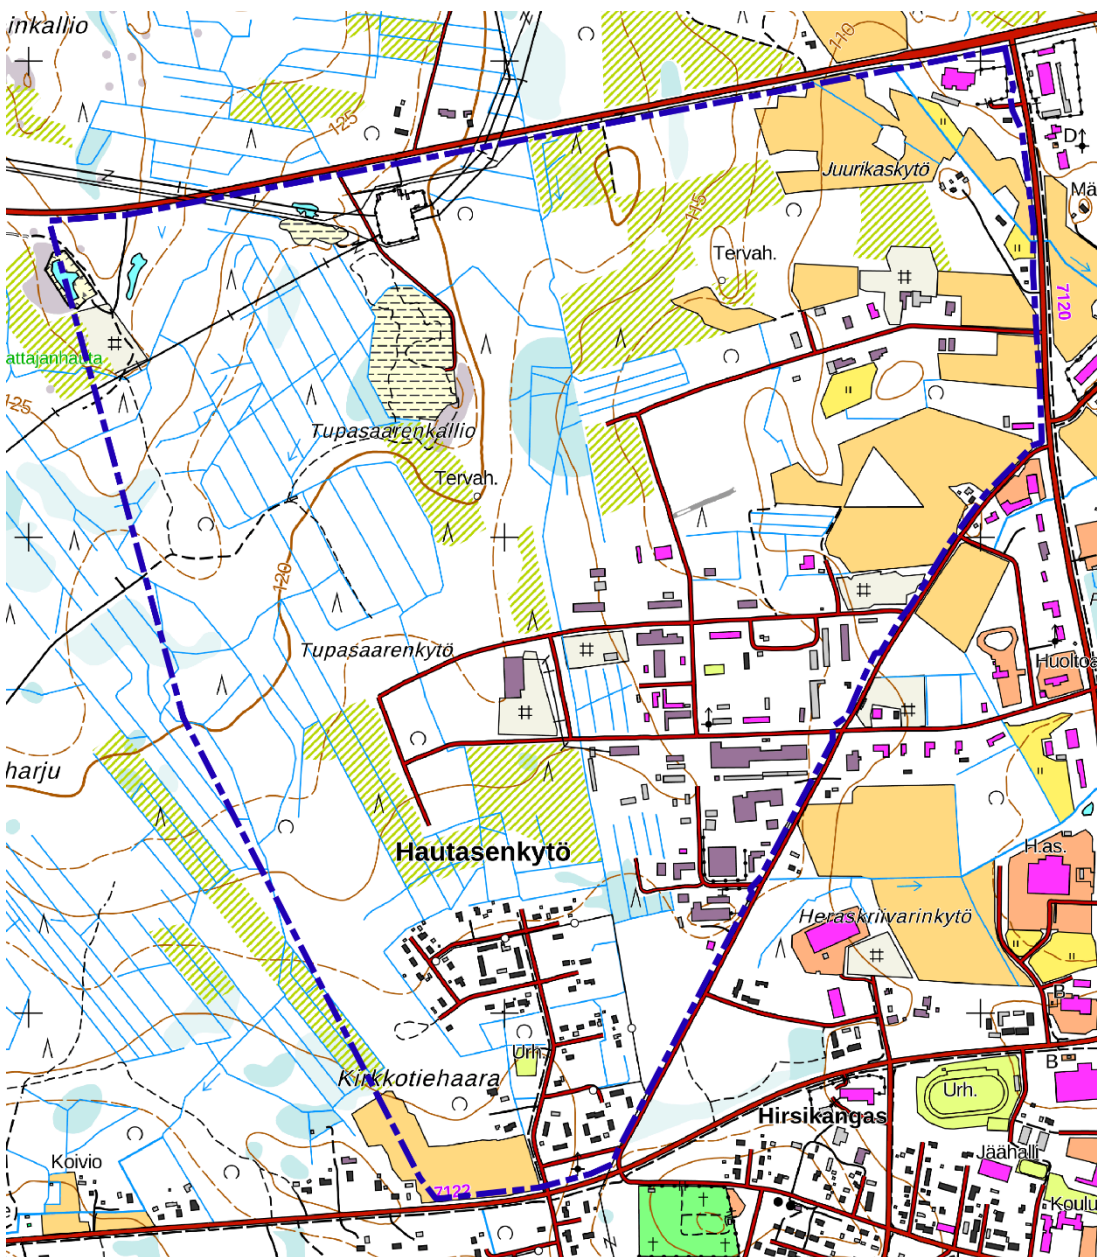 inkallio
110
125
D
Juurikaskytö
Mä
115
Tervah.
7120
attajanhauta
125
Tupasaarenkallio
Tervah.
120
Tupasaarenkytö
Huoltoa
harju
Hautasenkytö
H.as.
Heraskriivarinkytö
B
Urh.
B
Kirkkotiehaara
Urh.
Hirsikangas
Koivio
Jäähalli
7122
Koulu